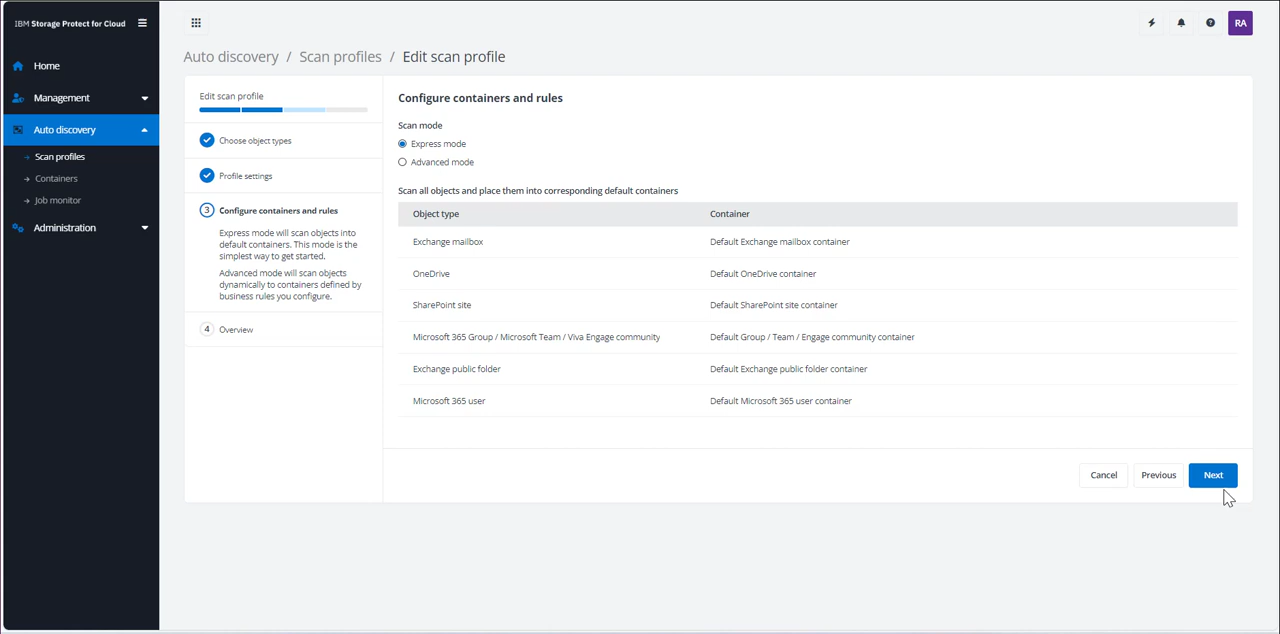 IBM Storage Protect for Cloud
RA
Home
Management
Auto discovery
Scan profiles
Containers
Job monitor
Administration
Auto discovery / Scan profiles / Edit scan profile
Edit scan profile
Choose object types
Profile settings
3 Configure containers and rules
Express mode will scan objects into
default containers. This mode is the
simplest way to get started.
Advanced mode will scan objects
dynamically to containers defined by
business rules you configure.
4 Overview
Configure containers and rules
Scan mode
Express mode
Advanced mode
Scan all objects and place them into corresponding default containers
Object type Container
Exchange mailbox Default Exchange mailbox container
OneDrive Default OneDrive container
SharePoint site Default SharePoint site container
Microsoft 365 Group / Microsoft Team / Viva Engage community Default Group / Team / Engage community container
Exchange public folder Default Exchange public folder container
Microsoft 365 user Default Microsoft 365 user container
Cancel Previous Next